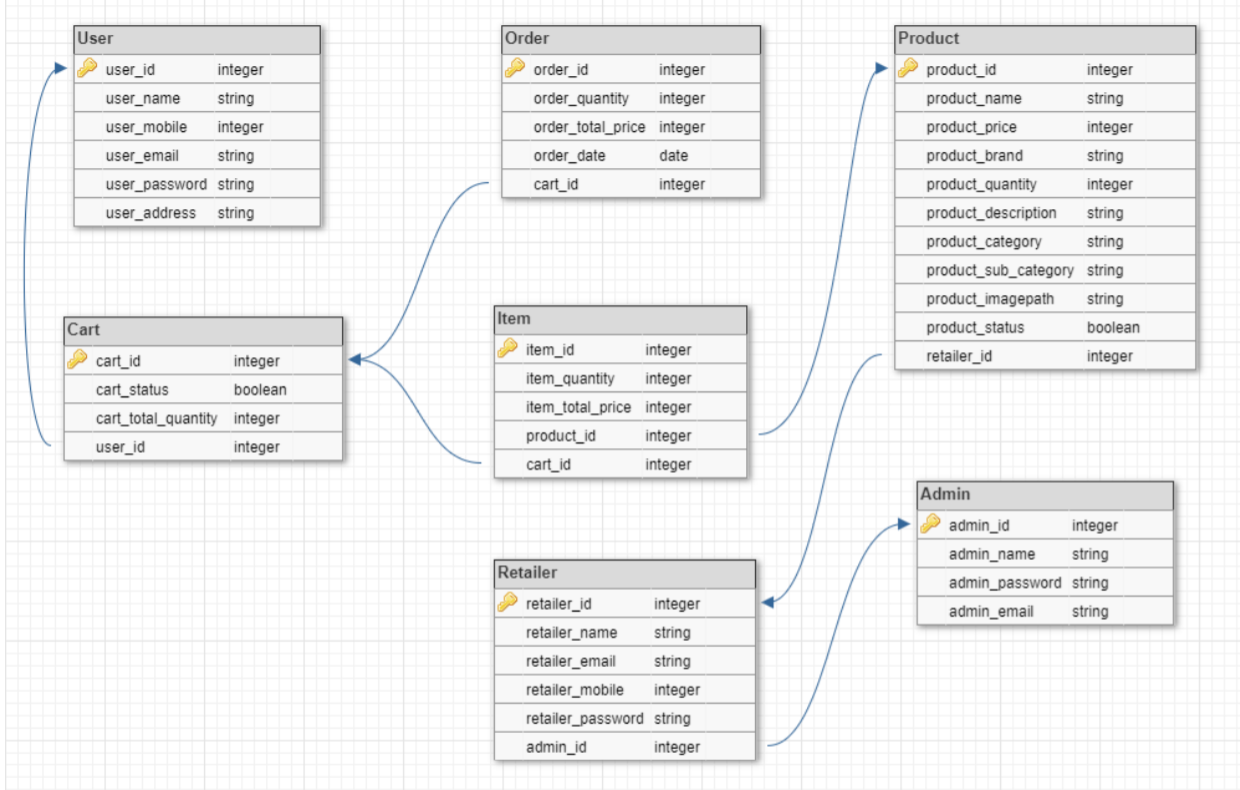 User
user_id integer
user_name string
user_mobile integer
user_email string
user_password string
user_address string
Order
order_id integer
order_quantity integer
order_total_price integer
order_date date
cart_id integer
Product
product_id integer
product_name string
product_price integer
product_brand string
product_quantity integer
product_description string
product_category string
product_sub_category string
product_imagepath string
product_status boolean
retailer_id integer
Cart
cart_id integer
cart_status boolean
cart_total_quantity integer
user_id integer
Item
item_id integer
item_quantity integer
item_total_price integer
product_id integer
cart_id integer
Admin
admin_id integer
admin_name string
admin_password string
admin_email string
Retailer
retailer_id integer
retailer_name string
retailer_email string
retailer_mobile integer
retailer_password string
admin_id integer